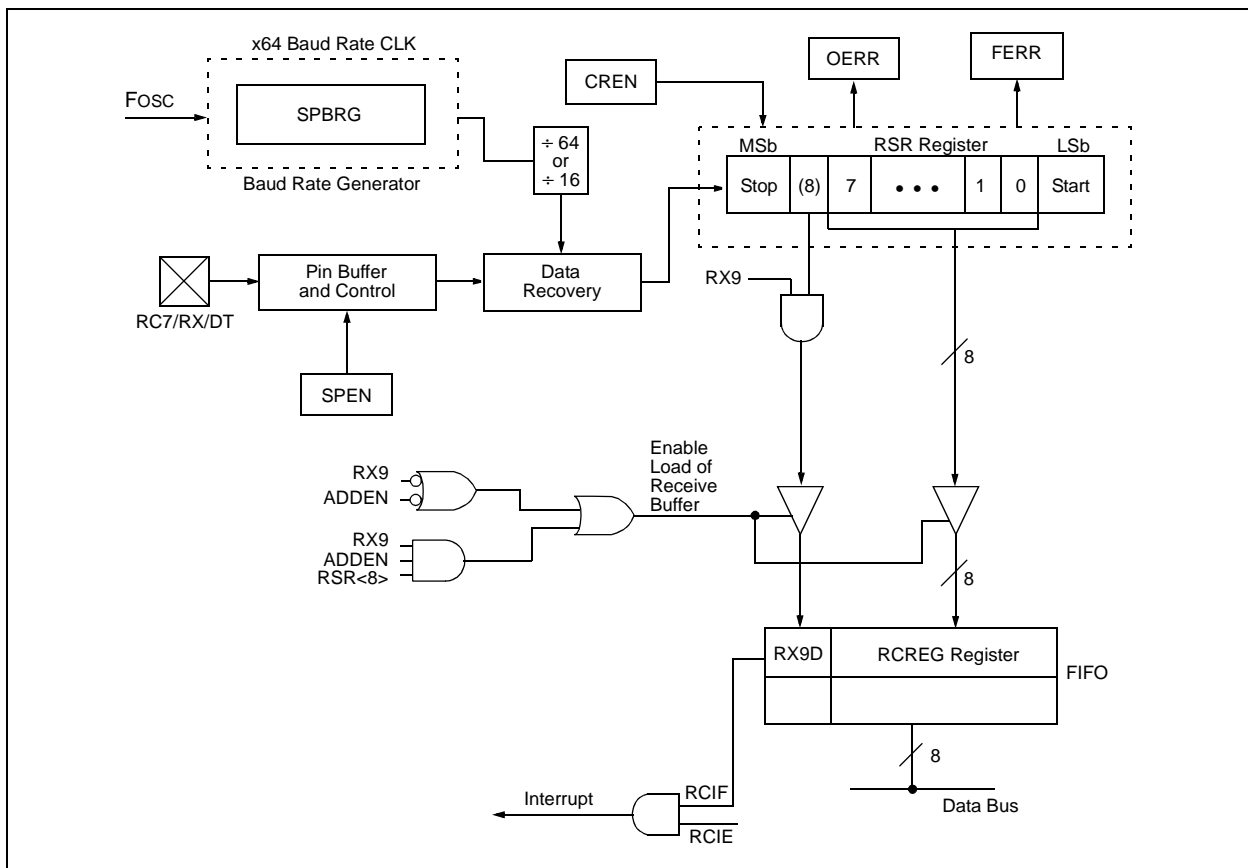 x64 Baud Rate CLK
FOSC
SPBRG
Baud Rate Generator
÷ 64
or
÷ 16
CREN
OERR
FERR
MSb
RSR Register
LSb
Stop
(8)
7
• • •
1
0
Start
RC7/RX/DT
Pin Buffer
and Control
Data
Recovery
SPEN
RX9
8
RX9
ADDEN
RX9
ADDEN
RSR<8>
Enable
Load of
Receive
Buffer
8
RX9D
RCREG Register
FIFO
8
Data Bus
Interrupt
RCIF
RCIE